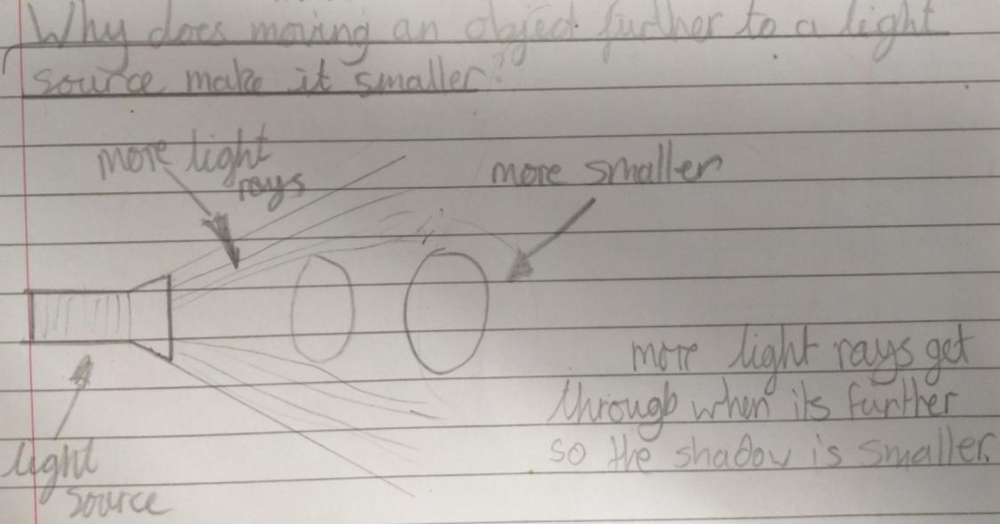 Why does moving an object further to a light
source make it smaller?
more light
rays
more smaller
more light rays get
through when its further
so the shadow is smaller.
light
source